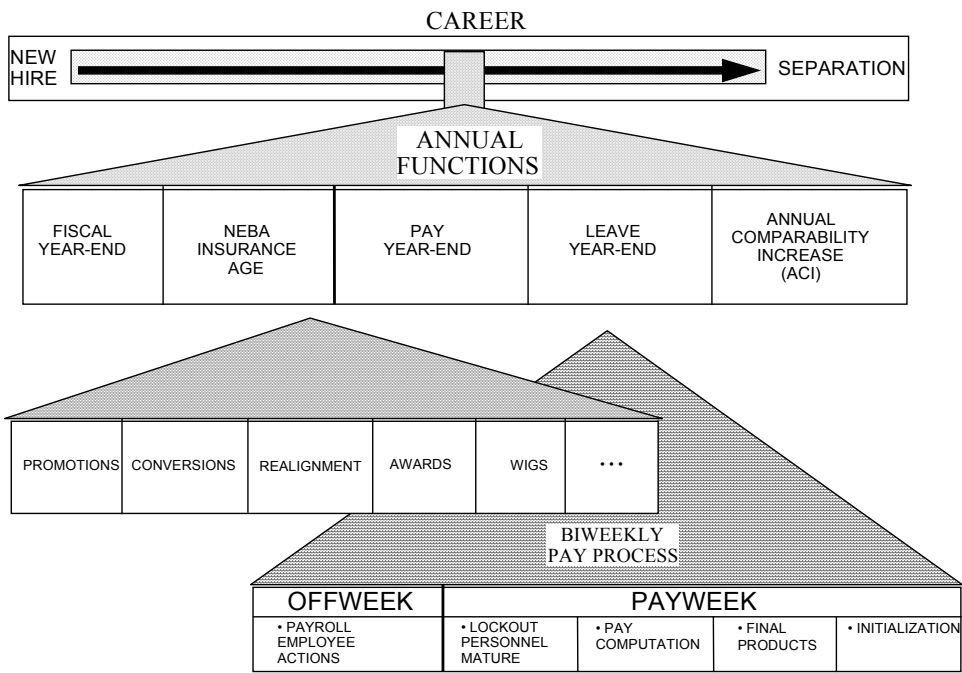 CAREER
NEW
HIRE
SEPARATION
ANNUAL
FUNCTIONS
FISCAL
YEAR-END
NEBA
INSURANCE
AGE
PAY
YEAR-END
LEAVE
YEAR-END
ANNUAL
COMPARABILITY
INCREASE
(ACI)
PROMOTIONS
CONVERSIONS
REALIGNMENT
AWARDS
WIGS
...
BIWEEKLY
PAY PROCESS
OFFWEEK
PAYWEEK
• PAYROLL
EMPLOYEE
ACTIONS
• LOCKOUT
PERSONNEL
MATURE
• PAY
COMPUTATION
• FINAL
PRODUCTS
• INITIALIZATION